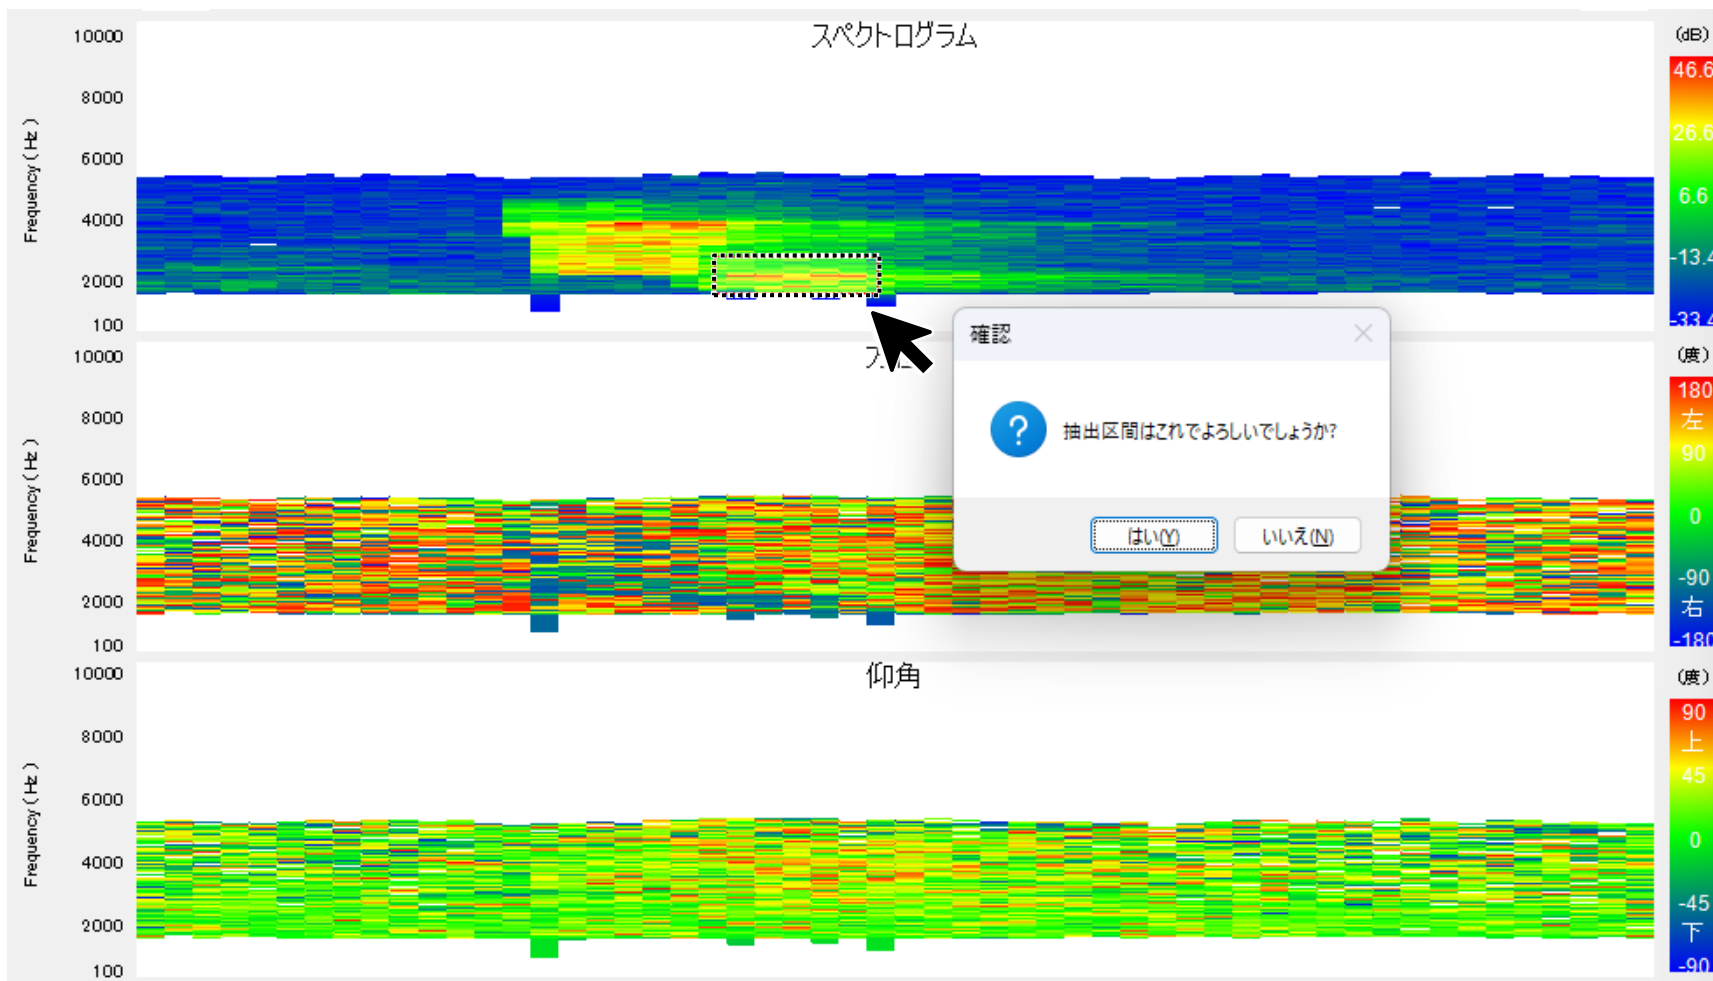 スペクトログラム
(dB)
10000
8000
6000
4000
2000
100
Frequency(Hz)
46.6
26.6
6.6
-13.4
-33.4
(度)
10000
8000
6000
4000
2000
100
Frequency(Hz)
180
左
90
0
-90
右
-180
確認
抽出区間はこれでよろしいでしょうか?
はい(Y)
いいえ(N)
仰角
(度)
10000
8000
6000
4000
2000
100
Frequency(Hz)
90
上
45
0
-45
下
-90